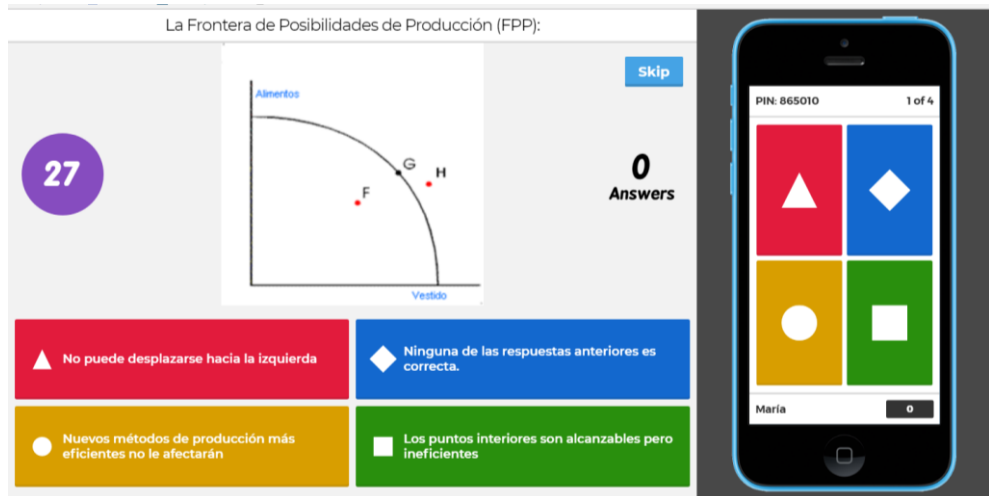 La Frontera de Posibilidades de Producción (FPP):
Skip
Alimentos
27
G
H
F
0
Answers
Vestido
No puede desplazarse hacia la izquierda
Ninguna de las respuestas anteriores es
correcta.
Nuevos métodos de producción más
eficientes no le afectarán
Los puntos interiores son alcanzables pero
ineficientes
PIN: 865010
1 of 4
María
0